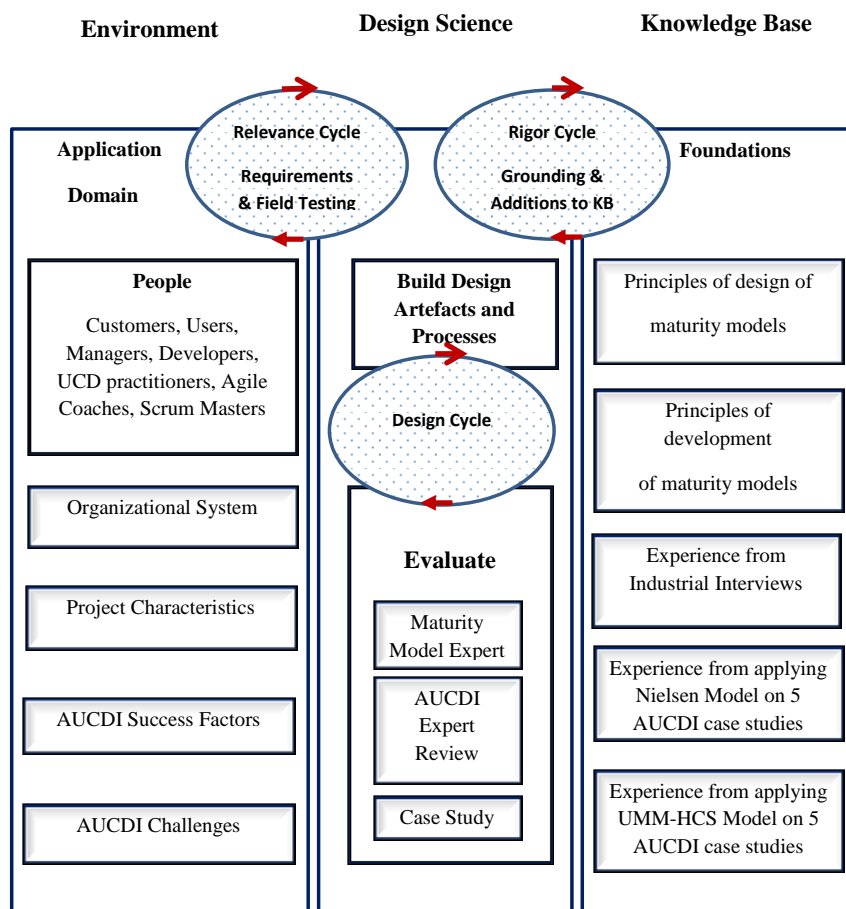 Environment
Design Science
Knowledge Base
Relevance Cycle
Requirements
& Field Testing
Rigor Cycle
Grounding &
Additions to KB
Application
Domain
Foundations
People
Customers, Users,
Managers, Developers,
UCD practitioners, Agile
Coaches, Scrum Masters
Organizational System
Project Characteristics
AUCDI Success Factors
AUCDI Challenges
Build Design
Artefacts and
Processes
Design Cycle
Evaluate
Maturity
Model Expert
AUCDI
Expert
Review
Case Study
Principles of design of
maturity models
Principles of
development
of maturity models
Experience from
Industrial Interviews
Experience from applying
Nielsen Model on 5
AUCDI case studies
Experience from applying
UMM-HCS Model on 5
AUCDI case studies